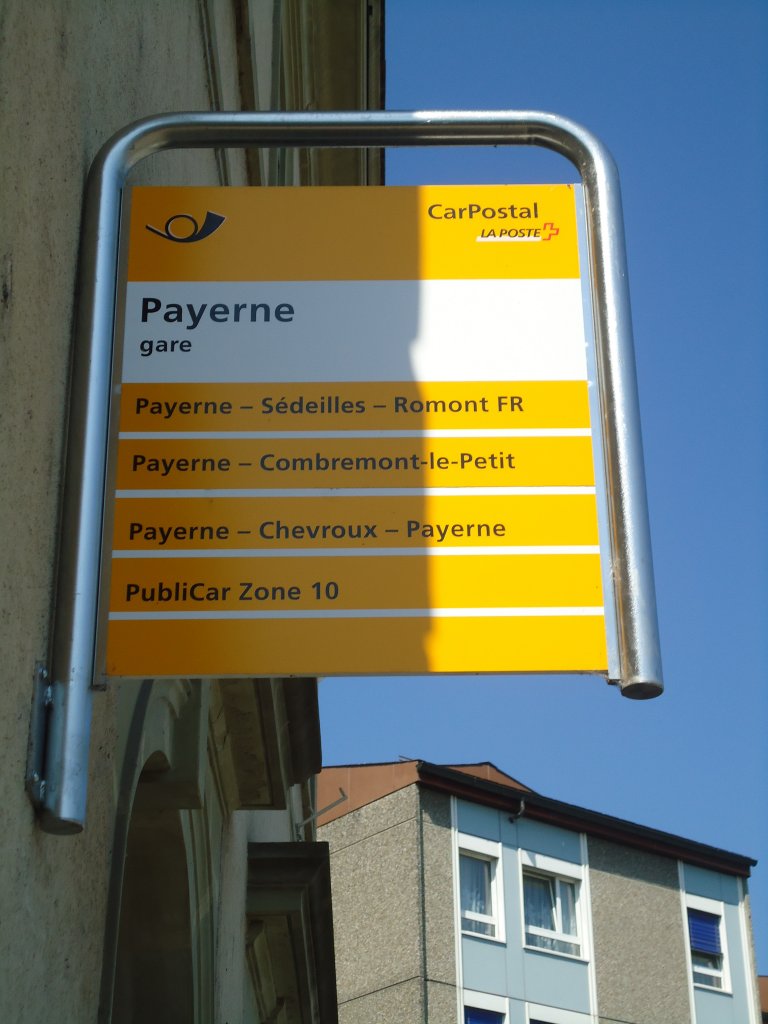 CarPostal
LA POSTE
Payerne
gare
Payerne – Sédeilles – Romont FR
Payerne – Combremont-le-Petit
Payerne – Chevroux – Payerne
PubliCar Zone 10